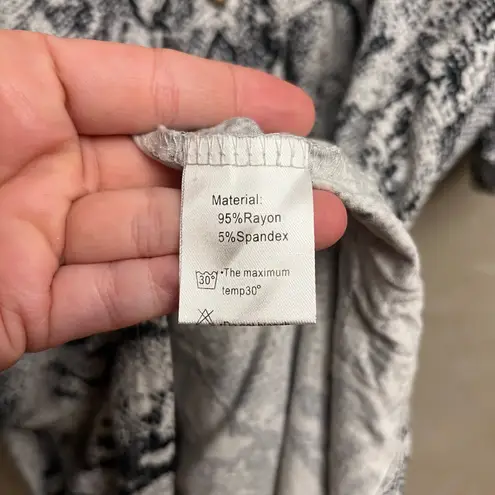 Material:
95%Rayon
5%Spandex
30° •The maximum
temp30°